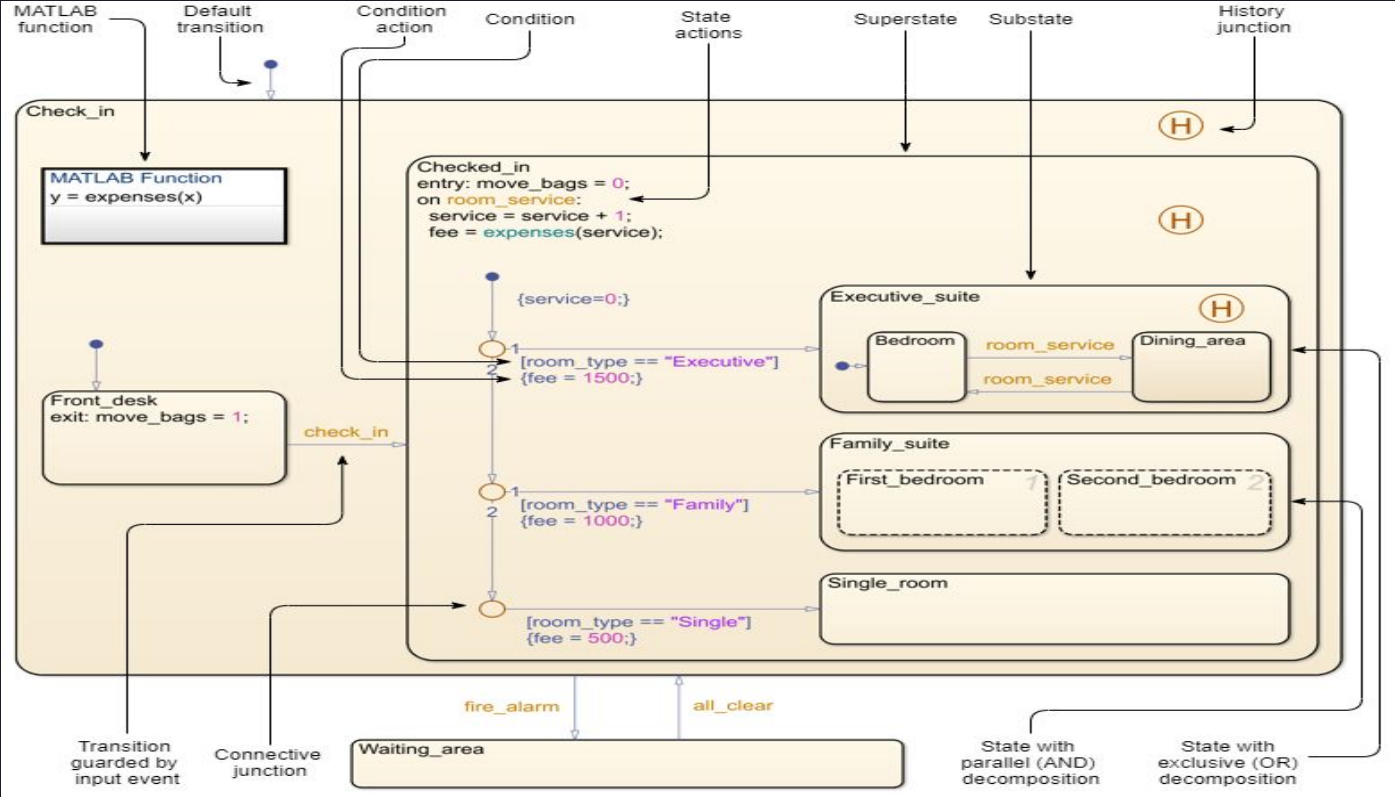 MATLAB
function
Default
transition
Condition
action
Condition
State
actions
Superstate
Substate
History
junction
Check_in
H
MATLAB Function
y = expenses(x)
Checked_in
entry: move_bags = 0;
on room_service:
service = service + 1;
fee = expenses(service);
H
{service=0;}
Executive_suite
H
1
2
[room_type == "Executive"]
{fee = 1500;}
Bedroom
room_service
room_service
Dining_area
Front_desk
exit: move_bags = 1;
check_in
Family_suite
First_bedroom 1
Second_bedroom 2
1
2
[room_type == "Family"]
{fee = 1000;}
Single_room
[room_type == "Single"]
{fee = 500;}
fire_alarm
all_clear
Waiting_area
Transition
guarded by
input event
Connective
junction
State with
parallel (AND)
decomposition
State with
exclusive (OR)
decomposition